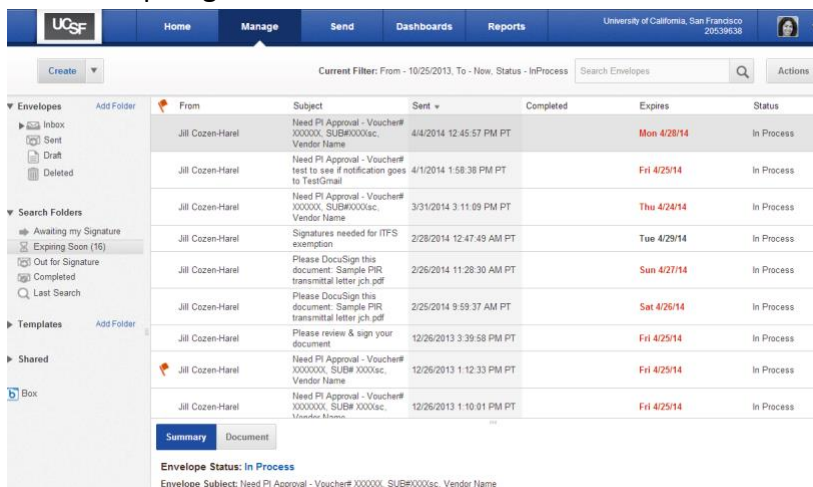 UCSF
Home Manage Send Dashboards Reports
University of California, San Francisco
20539638
Create
Current Filter: From - 10/25/2013, To - Now, Status - InProcess
Search Envelopes
Actions
Envelopes Add Folder
Inbox
Sent
Draft
Deleted
Search Folders
Awaiting my Signature
Expiring Soon (16)
Out for Signature
Completed
Last Search
Templates Add Folder
Shared
Box
From Subject Sent Completed Expires Status
Need PI Approval - Voucher#
Jill Cozen-Harel XXXXXX, SUB#XXXXsc, 4/4/2014 12:45:57 PM PT Mon 4/28/14 In Process
Vendor Name
Need PI Approval - Voucher#
Jill Cozen-Harel test to see if notification goes 4/1/2014 1:58:38 PM PT Fri 4/25/14 In Process
to TestGmail
Need PI Approval - Voucher#
Jill Cozen-Harel XXXXXX, SUB#XXXXsc, 3/31/2014 3:11:09 PM PT Thu 4/24/14 In Process
Vendor Name
Signatures needed for ITFS
Jill Cozen-Harel 2/28/2014 12:47:49 AM PT Tue 4/29/14 In Process
exemption
Please DocuSign this
Jill Cozen-Harel document: Sample PIR 2/26/2014 11:28:30 AM PT Sun 4/27/14 In Process
transmittal letter jch.pdf
Please DocuSign this
Jill Cozen-Harel document: Sample PIR 2/25/2014 9:59:37 AM PT Sat 4/26/14 In Process
transmittal letter jch.pdf
Please review & sign your
Jill Cozen-Harel 12/26/2013 3:39:58 PM PT Fri 4/25/14 In Process
document
Need PI Approval - Voucher#
Jill Cozen-Harel XXXXXX, SUB# XXXXsc, 12/26/2013 1:12:33 PM PT Fri 4/25/14 In Process
Vendor Name
Need PI Approval - Voucher#
Jill Cozen-Harel XXXXXX, SUB# XXXXsc, 12/26/2013 1:10:01 PM PT Fri 4/25/14 In Process
Vendor Name
Summary Document
Envelope Status: In Process
Envelope Subject: Need PI Approval - Voucher# XXXXXX, SUB#XXXXsc, Vendor Name